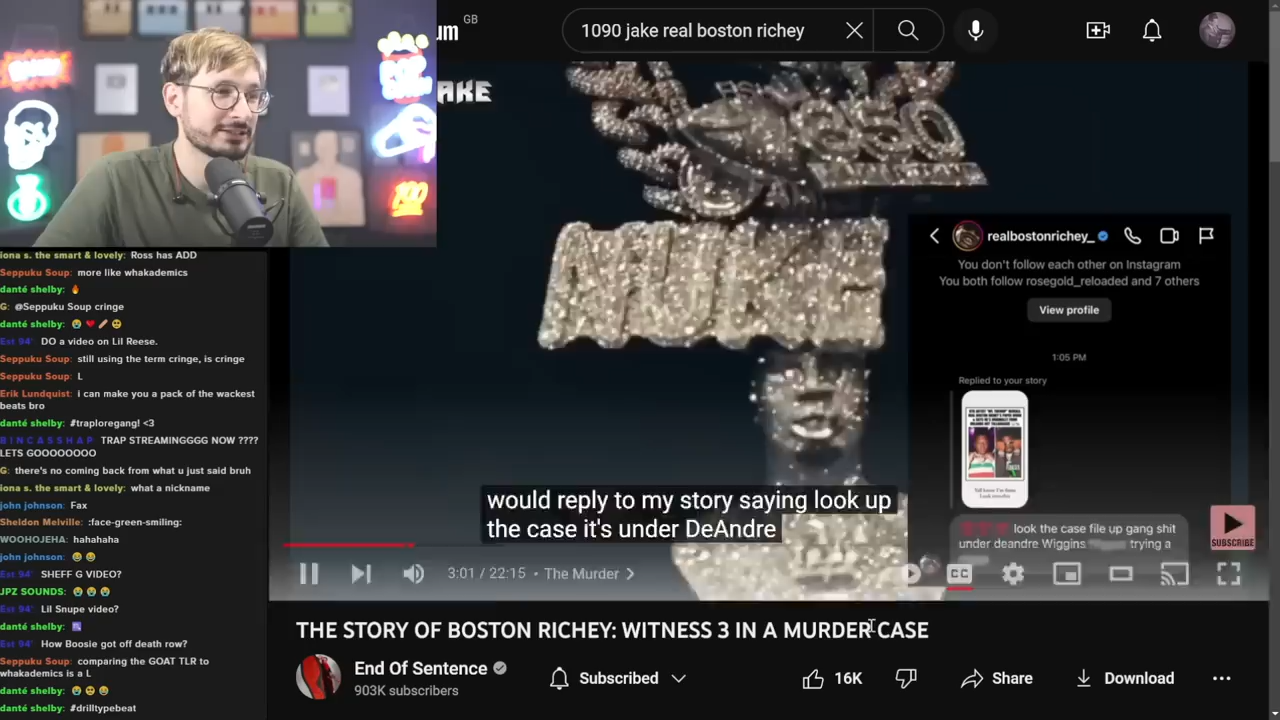 um
GB
1090 jake real boston richey
AKE
100
850
NUKE
realbostonrichey_
You don't follow each other on Instagram
You both follow rosegold_reloaded and 7 others
View profile
1:05 PM
Replied to your story
look the case file up gang shit
under deandre Wiggins
trying a
would reply to my story saying look up
the case it's under DeAndre
SUBSCRIBE
3:01 / 22:15 • The Murder
CC
THE STORY OF BOSTON RICHEY: WITNESS 3 IN A MURDER CASE
End Of Sentence
903K subscribers
Subscribed
16K
Share
Download
iona s. the smart & lovely: Ross has ADD
Seppuku Soup: more like whakademics
danté shelby: 🔥
G: @Seppuku Soup cringe
danté shelby: 😭❤️🥖🥺
Est 94' DO a video on Lil Reese.
Seppuku Soup: still using the term cringe, is cringe
Seppuku Soup: L
Erik Lundquist: i can make you a pack of the wackest
beats bro
danté shelby: #traploregang! <3
B I N C A S S H A P TRAP STREAMINGGGG NOW ????
LETS GOOOOOOO
G: there's no coming back from what u just said bruh
iona s. the smart & lovely: what a nickname
john johnson: Fax
Sheldon Melville: :face-green-smiling:
WOOHOJEHA: hahahaha
john johnson: 😂😂
Est 94' SHEFF G VIDEO?
JPZ SOUNDS: 😭😭😭
Est 94' Lil Snupe video?
danté shelby:
Est 94' How Boosie got off death row?
Seppuku Soup: comparing the GOAT TLR to
whakademics is a L
danté shelby: 😭🥺😂
danté shelby: #drilltypebeat